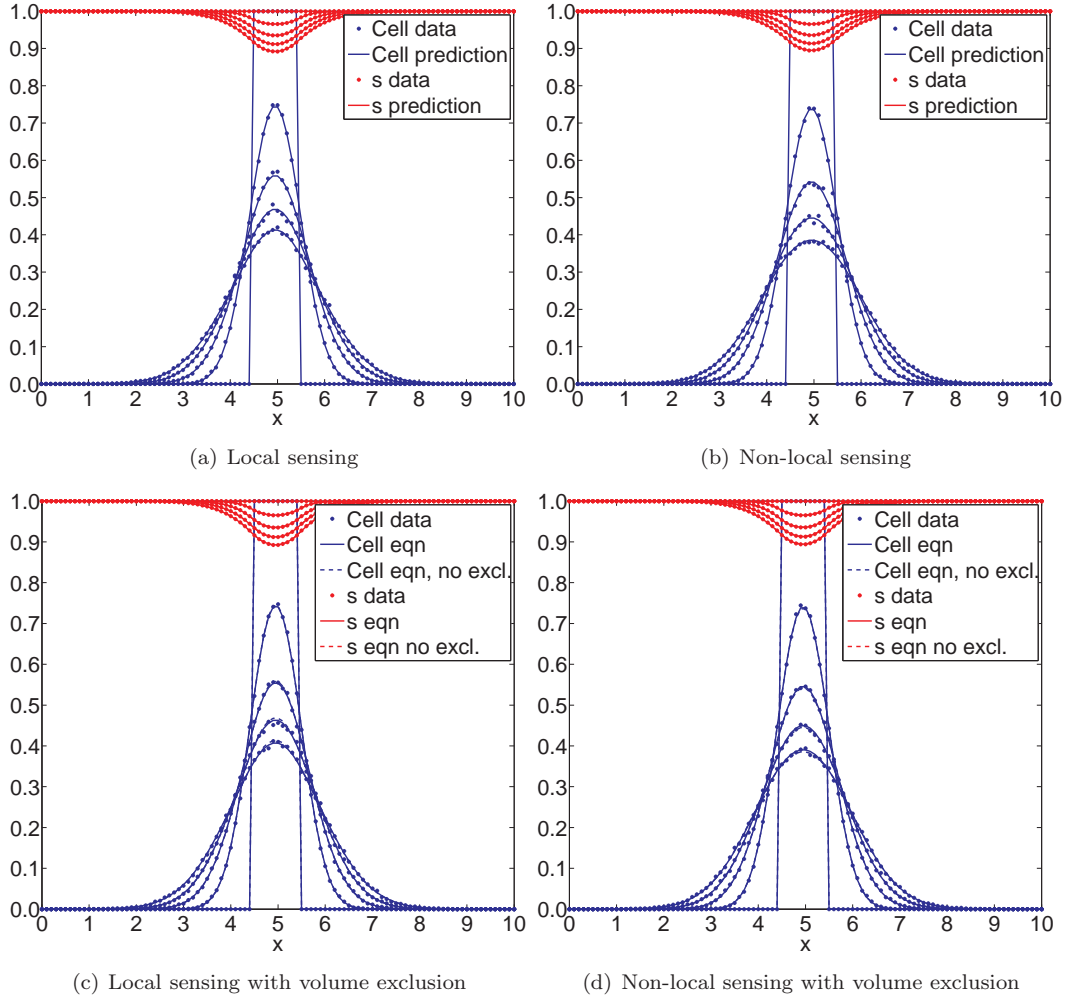 1.0
0.9
0.8
0.7
0.6
0.5
0.4
0.3
0.2
0.1
0.0
0 1 2 3 4 5 6 7 8 9 10
x
Cell data
Cell prediction
s data
s prediction
(a) Local sensing
1.0
0.9
0.8
0.7
0.6
0.5
0.4
0.3
0.2
0.1
0.0
0 1 2 3 4 5 6 7 8 9 10
x
Cell data
Cell prediction
s data
s prediction
(b) Non-local sensing
1.0
0.9
0.8
0.7
0.6
0.5
0.4
0.3
0.2
0.1
0.0
0 1 2 3 4 5 6 7 8 9 10
x
Cell data
Cell eqn
Cell eqn, no excl.
s data
s eqn
s eqn no excl.
(c) Local sensing with volume exclusion
1.0
0.9
0.8
0.7
0.6
0.5
0.4
0.3
0.2
0.1
0.0
0 1 2 3 4 5 6 7 8 9 10
x
Cell data
Cell eqn
Cell eqn, no excl.
s data
s eqn
s eqn no excl.
(d) Non-local sensing with volume exclusion